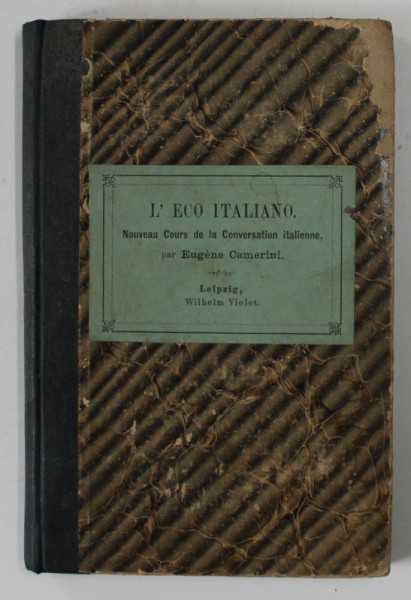 L' ECO ITALIANO.
Nouveau Cours de la Conversation italienne,
par Eugène Camerini.
Leipzig,
Wilhelm Violet.